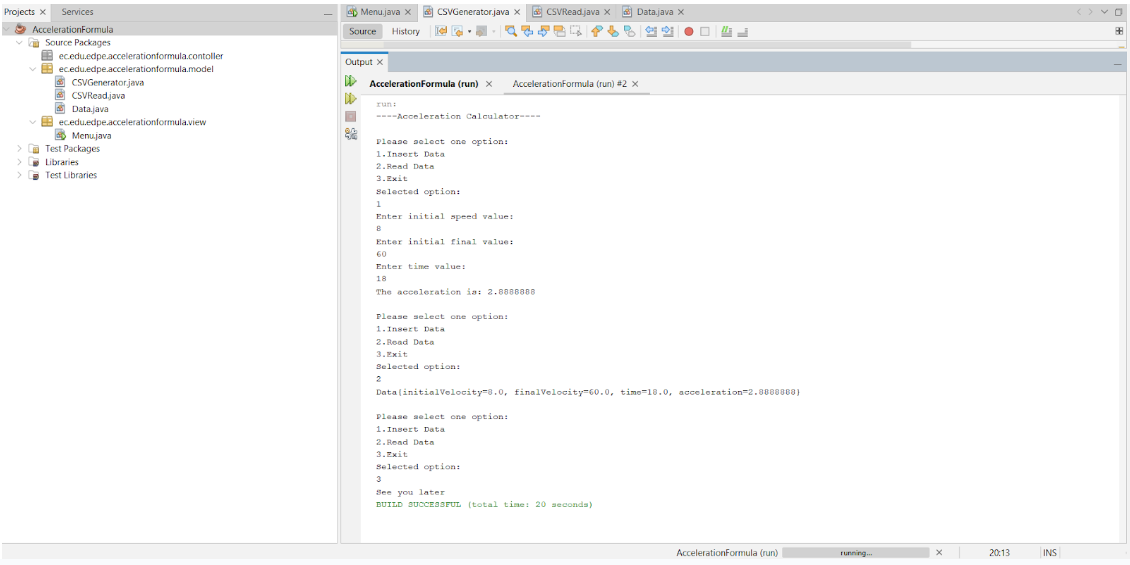 Projects
Services
AccelerationFormula
Source Packages
ec.edu.edpe.accelerationformula.contoller
ec.edu.edpe.accelerationformula.model
CSVGenerator.java
CSVRead.java
Data.java
ec.edu.edpe.accelerationformula.view
Menu.java
Test Packages
Libraries
Test Libraries
Menu.java
CSVGenerator.java
CSVRead.java
Data.java
Source
History
Output
AccelerationFormula (run)
AccelerationFormula (run) #2
run:
----Acceleration Calculator----
Please select one option:
1.Insert Data
2.Read Data
3.Exit
Selected option:
1
Enter initial speed value:
8
Enter initial final value:
60
Enter time value:
18
The acceleration is: 2.8888888
Please select one option:
1.Insert Data
2.Read Data
3.Exit
Selected option:
2
Data{initialVelocity=8.0, finalVelocity=60.0, time=18.0, acceleration=2.8888888}
Please select one option:
1.Insert Data
2.Read Data
3.Exit
Selected option:
3
See you later
BUILD SUCCESSFUL (total time: 20 seconds)
AccelerationFormula (run)
running...
20:13
INS